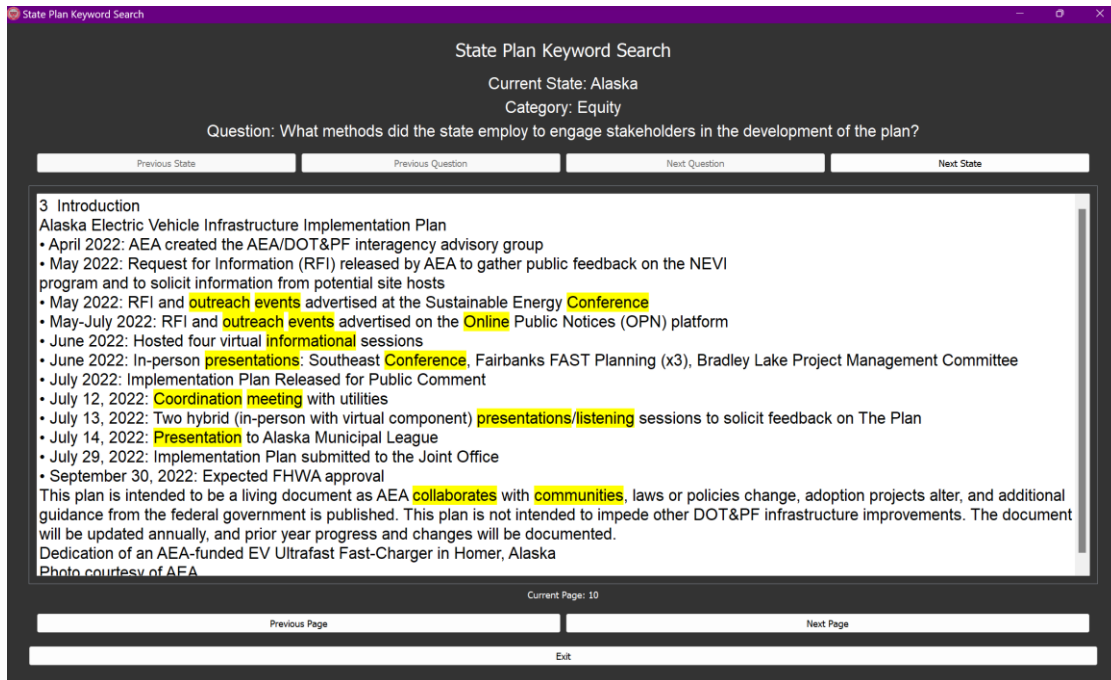 State Plan Keyword Search
State Plan Keyword Search
Current State: Alaska
Category: Equity
Question: What methods did the state employ to engage stakeholders in the development of the plan?
Previous State
Previous Question
Next Question
Next State
3 Introduction
Alaska Electric Vehicle Infrastructure Implementation Plan
• April 2022: AEA created the AEA/DOT&PF interagency advisory group
• May 2022: Request for Information (RFI) released by AEA to gather public feedback on the NEVI
program and to solicit information from potential site hosts
• May 2022: RFI and outreach events advertised at the Sustainable Energy Conference
• May-July 2022: RFI and outreach events advertised on the Online Public Notices (OPN) platform
• June 2022: Hosted four virtual informational sessions
• June 2022: In-person presentations: Southeast Conference, Fairbanks FAST Planning (x3), Bradley Lake Project Management Committee
• July 2022: Implementation Plan Released for Public Comment
• July 12, 2022: Coordination meeting with utilities
• July 13, 2022: Two hybrid (in-person with virtual component) presentations/listening sessions to solicit feedback on The Plan
• July 14, 2022: Presentation to Alaska Municipal League
• July 29, 2022: Implementation Plan submitted to the Joint Office
• September 30, 2022: Expected FHWA approval
This plan is intended to be a living document as AEA collaborates with communities, laws or policies change, adoption projects alter, and additional
guidance from the federal government is published. This plan is not intended to impede other DOT&PF infrastructure improvements. The document
will be updated annually, and prior year progress and changes will be documented.
Dedication of an AEA-funded EV Ultrafast Fast-Charger in Homer, Alaska
Photo courtesy of AEA
Current Page: 10
Previous Page
Next Page
Exit